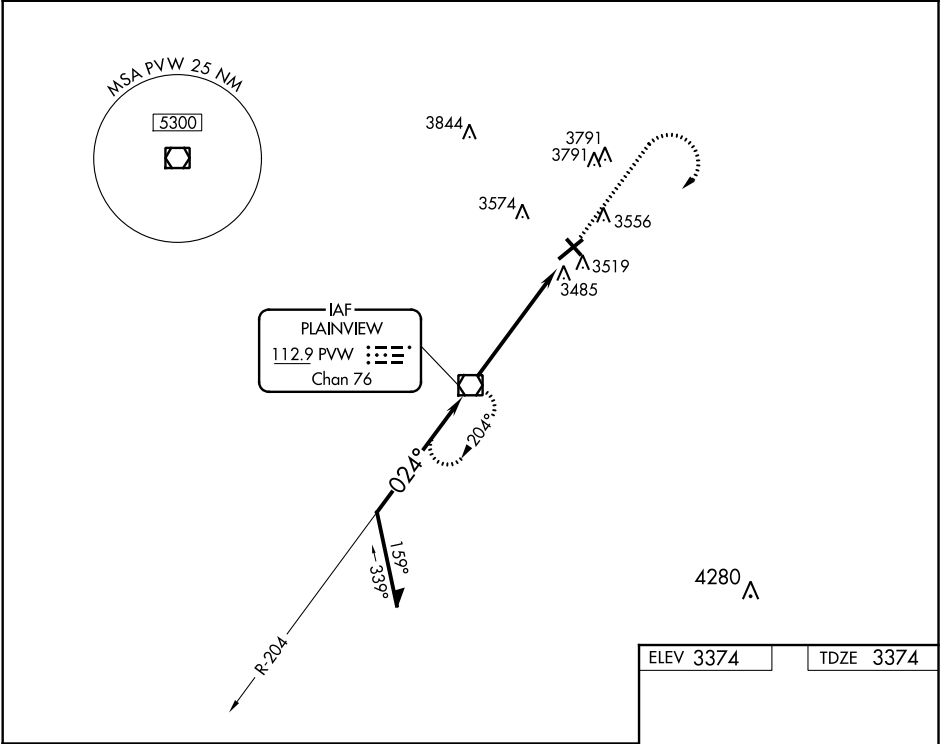 MSA PVW 25 NM
5300
3844
3791
3791
3574
3556
3519
3485
IAF
PLAINVIEW
112.9 PVW
Chan 76
204°
024°
159°
339°
R-204
4280
ELEV 3374
TDZE 3374